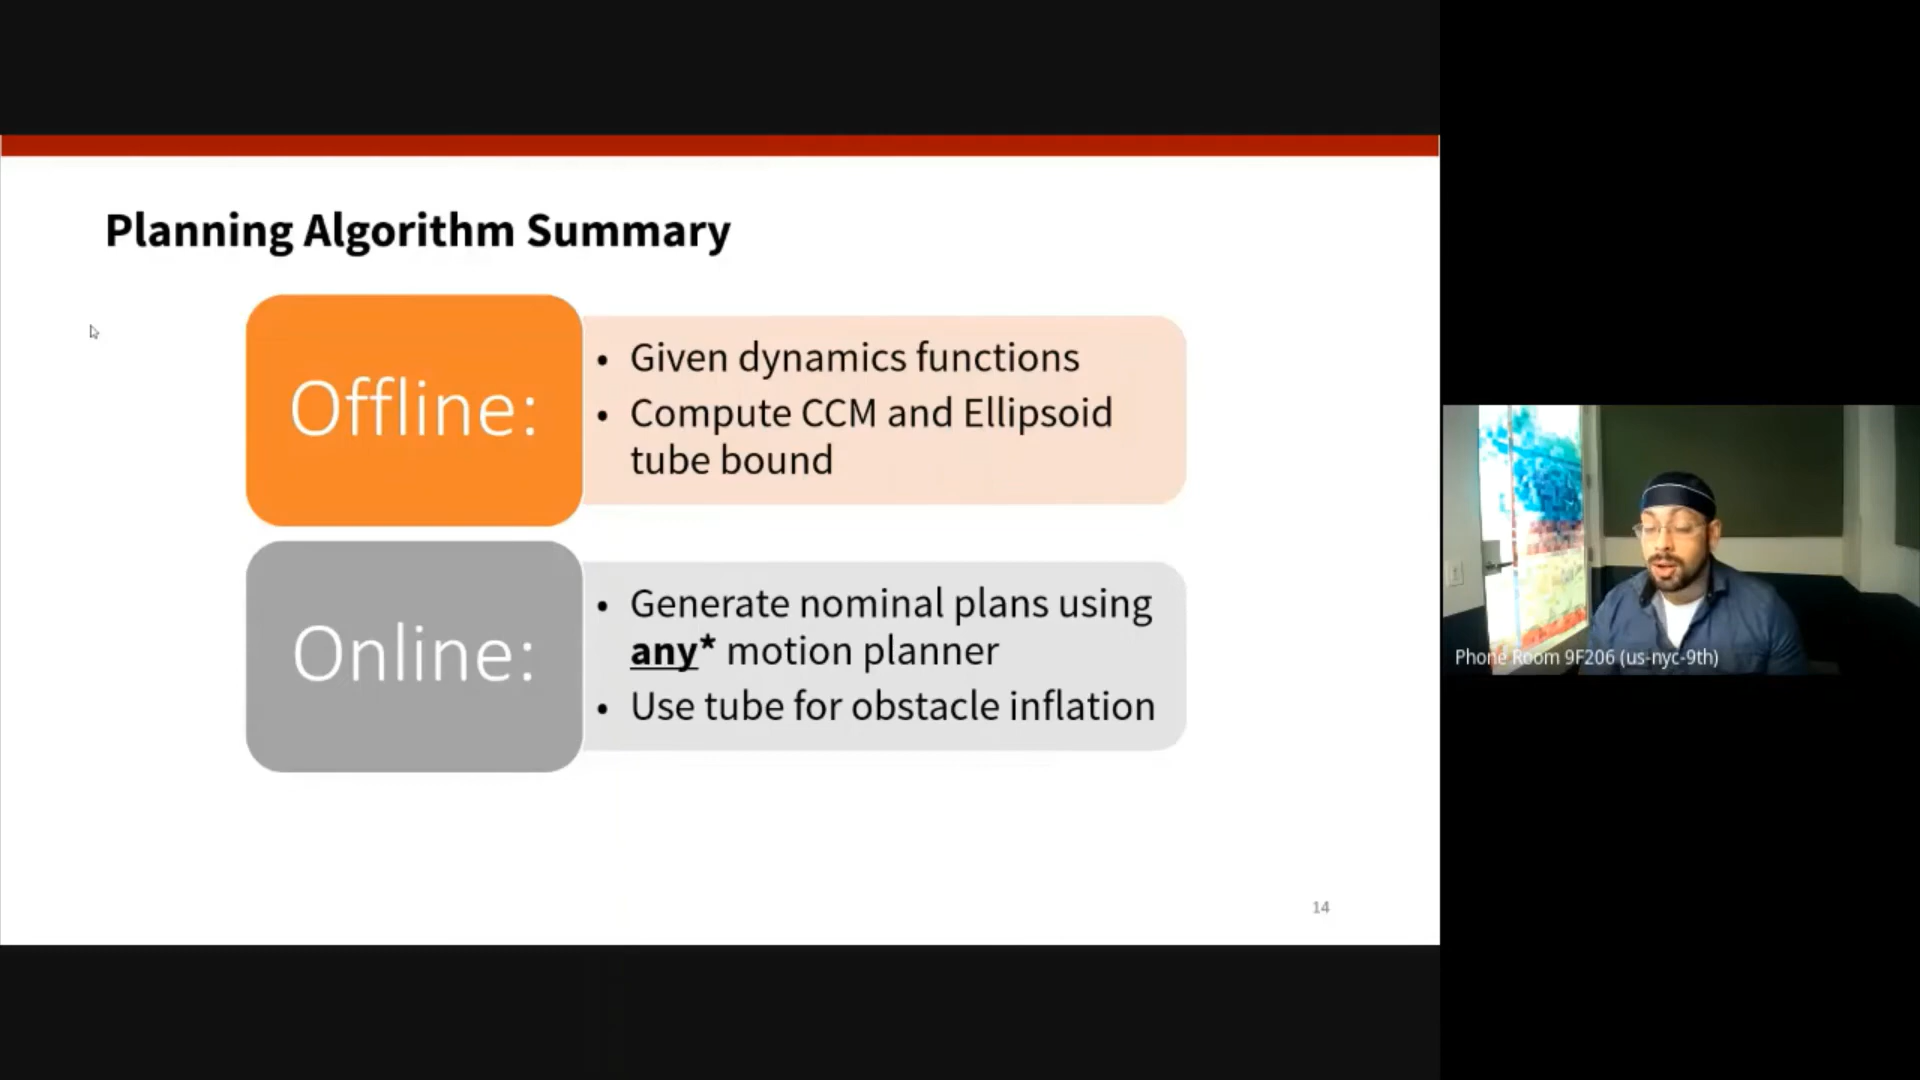 Planning Algorithm Summary
Offline:
• Given dynamics functions
• Compute CCM and Ellipsoid
tube bound
Online:
• Generate nominal plans using
any* motion planner
• Use tube for obstacle inflation
14
Phone Room 9F206 (us-nyc-9th)